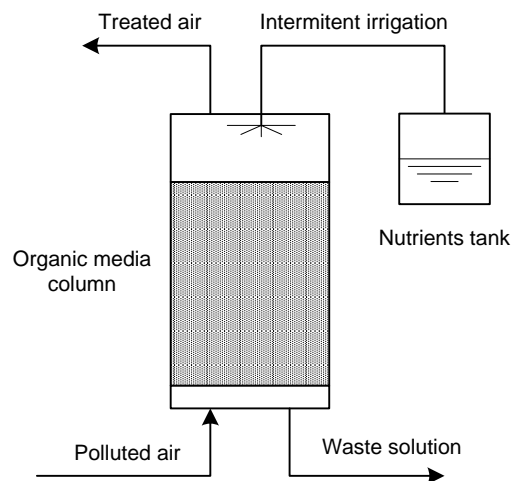 Treated air
Intermitent irrigation
Nutrients tank
Organic media
column
Polluted air
Waste solution